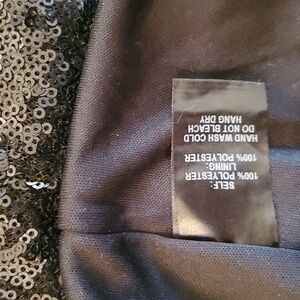 SELF:
100% POLYESTER
LINING:
100% POLYESTER
HAND WASH COLD
DO NOT BLEACH
HANG DRY